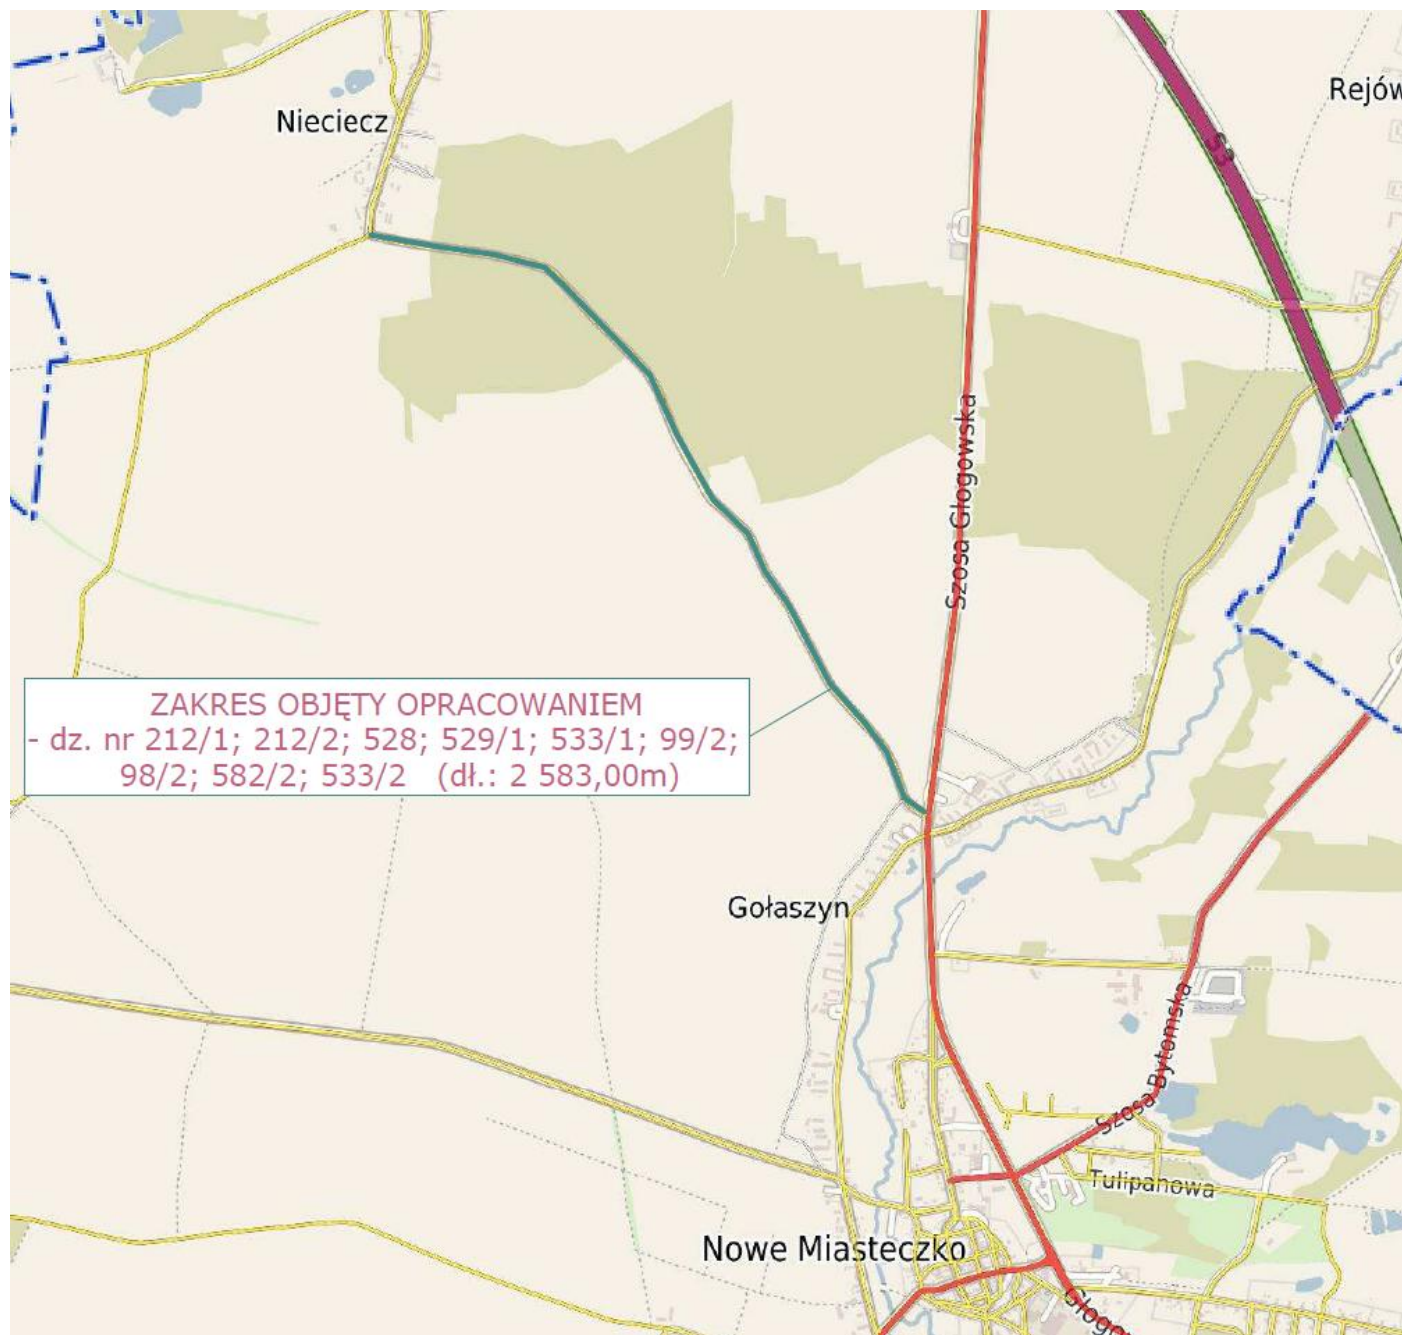 Rejów
Nieciecz
S3
Szosa Głogowska
ZAKRES OBJĘTY OPRACOWANIEM
- dz. nr 212/1; 212/2; 528; 529/1; 533/1; 99/2;
98/2; 582/2; 533/2 (dł.: 2 583,00m)
Gołaszyn
Szosa Bytomska
Tulipanowa
Nowe Miasteczko
Głogo